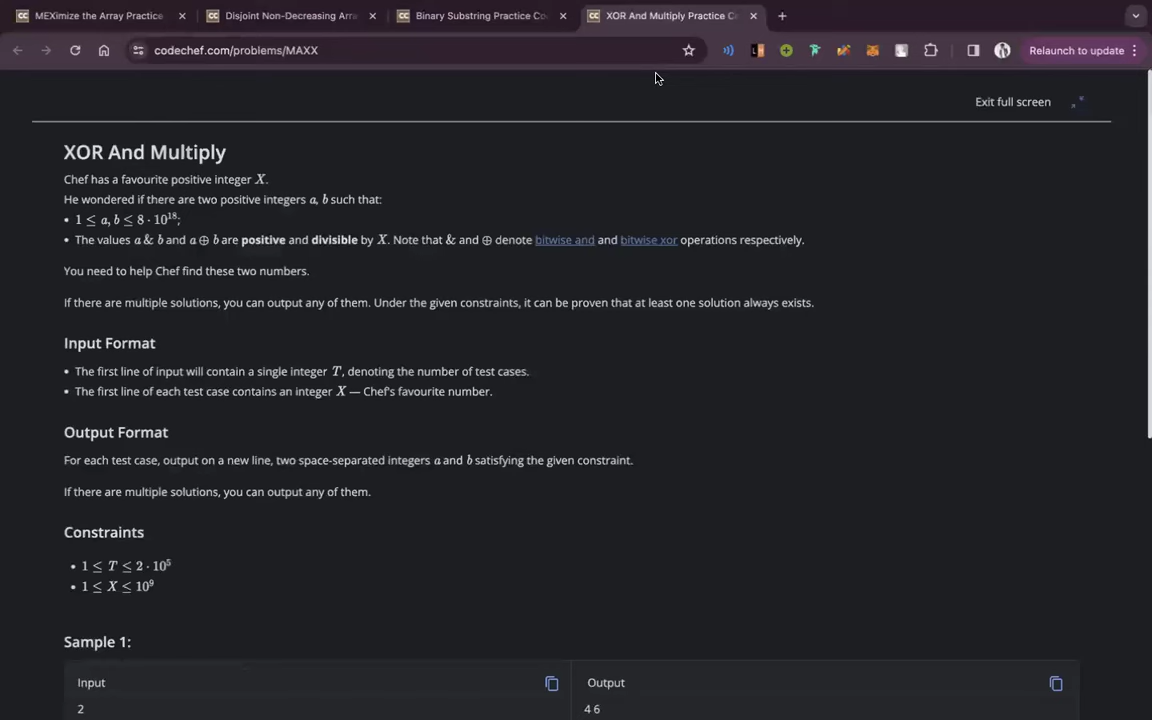 MEXimize the Array Practice
Disjoint Non-Decreasing Arr
Binary Substring Practice Co
XOR And Multiply Practice C
codechef.com/problems/MAXX
Relaunch to update
Exit full screen
XOR And Multiply
Chef has a favourite positive integer X.
He wondered if there are two positive integers a, b such that:
• 1 ≤ a, b ≤ 8 · 10¹⁸;
• The values a & b and a ⊕ b are positive and divisible by X. Note that & and ⊕ denote bitwise and and bitwise xor operations respectively.
You need to help Chef find these two numbers.
If there are multiple solutions, you can output any of them. Under the given constraints, it can be proven that at least one solution always exists.
Input Format
• The first line of input will contain a single integer T, denoting the number of test cases.
• The first line of each test case contains an integer X — Chef's favourite number.
Output Format
For each test case, output on a new line, two space-separated integers a and b satisfying the given constraint.
If there are multiple solutions, you can output any of them.
Constraints
• 1 ≤ T ≤ 2 · 10⁵
• 1 ≤ X ≤ 10⁹
Sample 1:
Input
Output
2
4 6